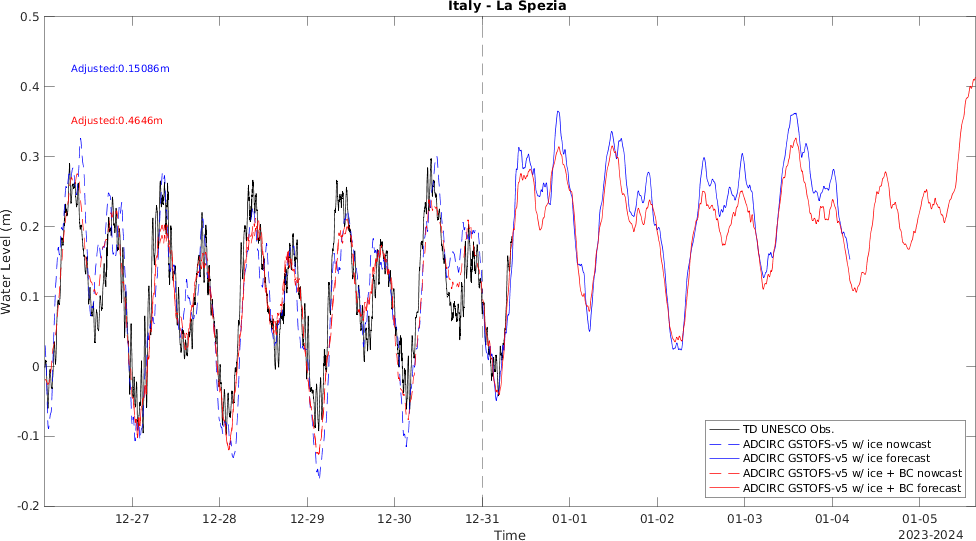 Italy - La Spezia
Adjusted:0.15086m
Adjusted:0.4646m
0.5
0.4
0.3
0.2
0.1
0
-0.1
-0.2
Water Level (m)
12-27 12-28 12-29 12-30 12-31 01-01 01-02 01-03 01-04 01-05
Time
2023-2024
TD UNESCO Obs.
ADCIRC GSTOFS-v5 w/ ice nowcast
ADCIRC GSTOFS-v5 w/ ice forecast
ADCIRC GSTOFS-v5 w/ ice + BC nowcast
ADCIRC GSTOFS-v5 w/ ice + BC forecast